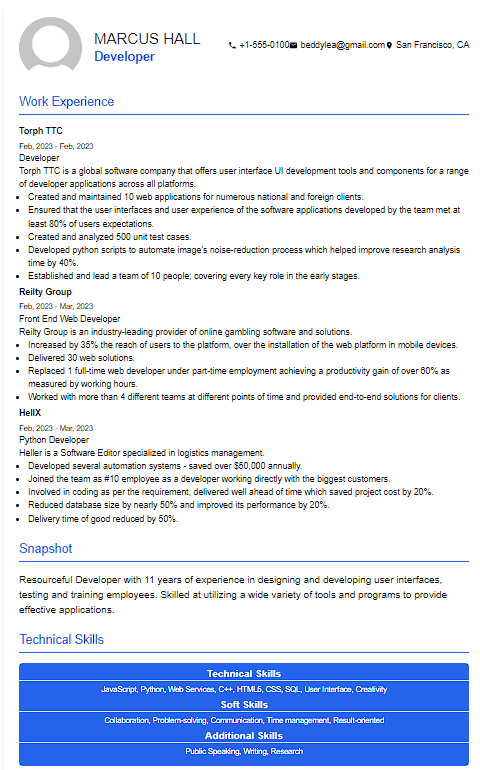 MARCUS HALL
Developer
+1-555-0100 beddylea@gmail.com San Francisco, CA
Work Experience
Torph TTC
Feb, 2023 - Feb, 2023
Developer
Torph TTC is a global software company that offers user interface UI development tools and components for a range
of developer applications across all platforms.
• Created and maintained 10 web applications for numerous national and foreign clients.
• Ensured that the user interfaces and user experience of the software applications developed by the team met at
least 80% of users expectations.
• Created and analyzed 500 unit test cases.
• Developed python scripts to automate image's noise-reduction process which helped improve research analysis
time by 40%.
• Established and lead a team of 10 people; covering every key role in the early stages.
Reilty Group
Feb, 2023 - Mar, 2023
Front End Web Developer
Reilty Group is an industry-leading provider of online gambling software and solutions.
• Increased by 35% the reach of users to the platform, over the installation of the web platform in mobile devices.
• Delivered 30 web solutions.
• Replaced 1 full-time web developer under part-time employment achieving a productivity gain of over 60% as
measured by working hours.
• Worked with more than 4 different teams at different points of time and provided end-to-end solutions for clients.
HellX
Feb, 2023 - Mar, 2023
Python Developer
Heller is a Software Editor specialized in logistics management.
• Developed several automation systems - saved over $50,000 annually.
• Joined the team as #10 employee as a developer working directly with the biggest customers.
• Involved in coding as per the requirement, delivered well ahead of time which saved project cost by 20%.
• Reduced database size by nearly 50% and improved its performance by 20%.
• Delivery time of good reduced by 50%.
Snapshot
Resourceful Developer with 11 years of experience in designing and developing user interfaces,
testing and training employees. Skilled at utilizing a wide variety of tools and programs to provide
effective applications.
Technical Skills
Technical Skills
JavaScript, Python, Web Services, C++, HTML5, CSS, SQL, User Interface, Creativity
Soft Skills
Collaboration, Problem-solving, Communication, Time management, Result-oriented
Additional Skills
Public Speaking, Writing, Research